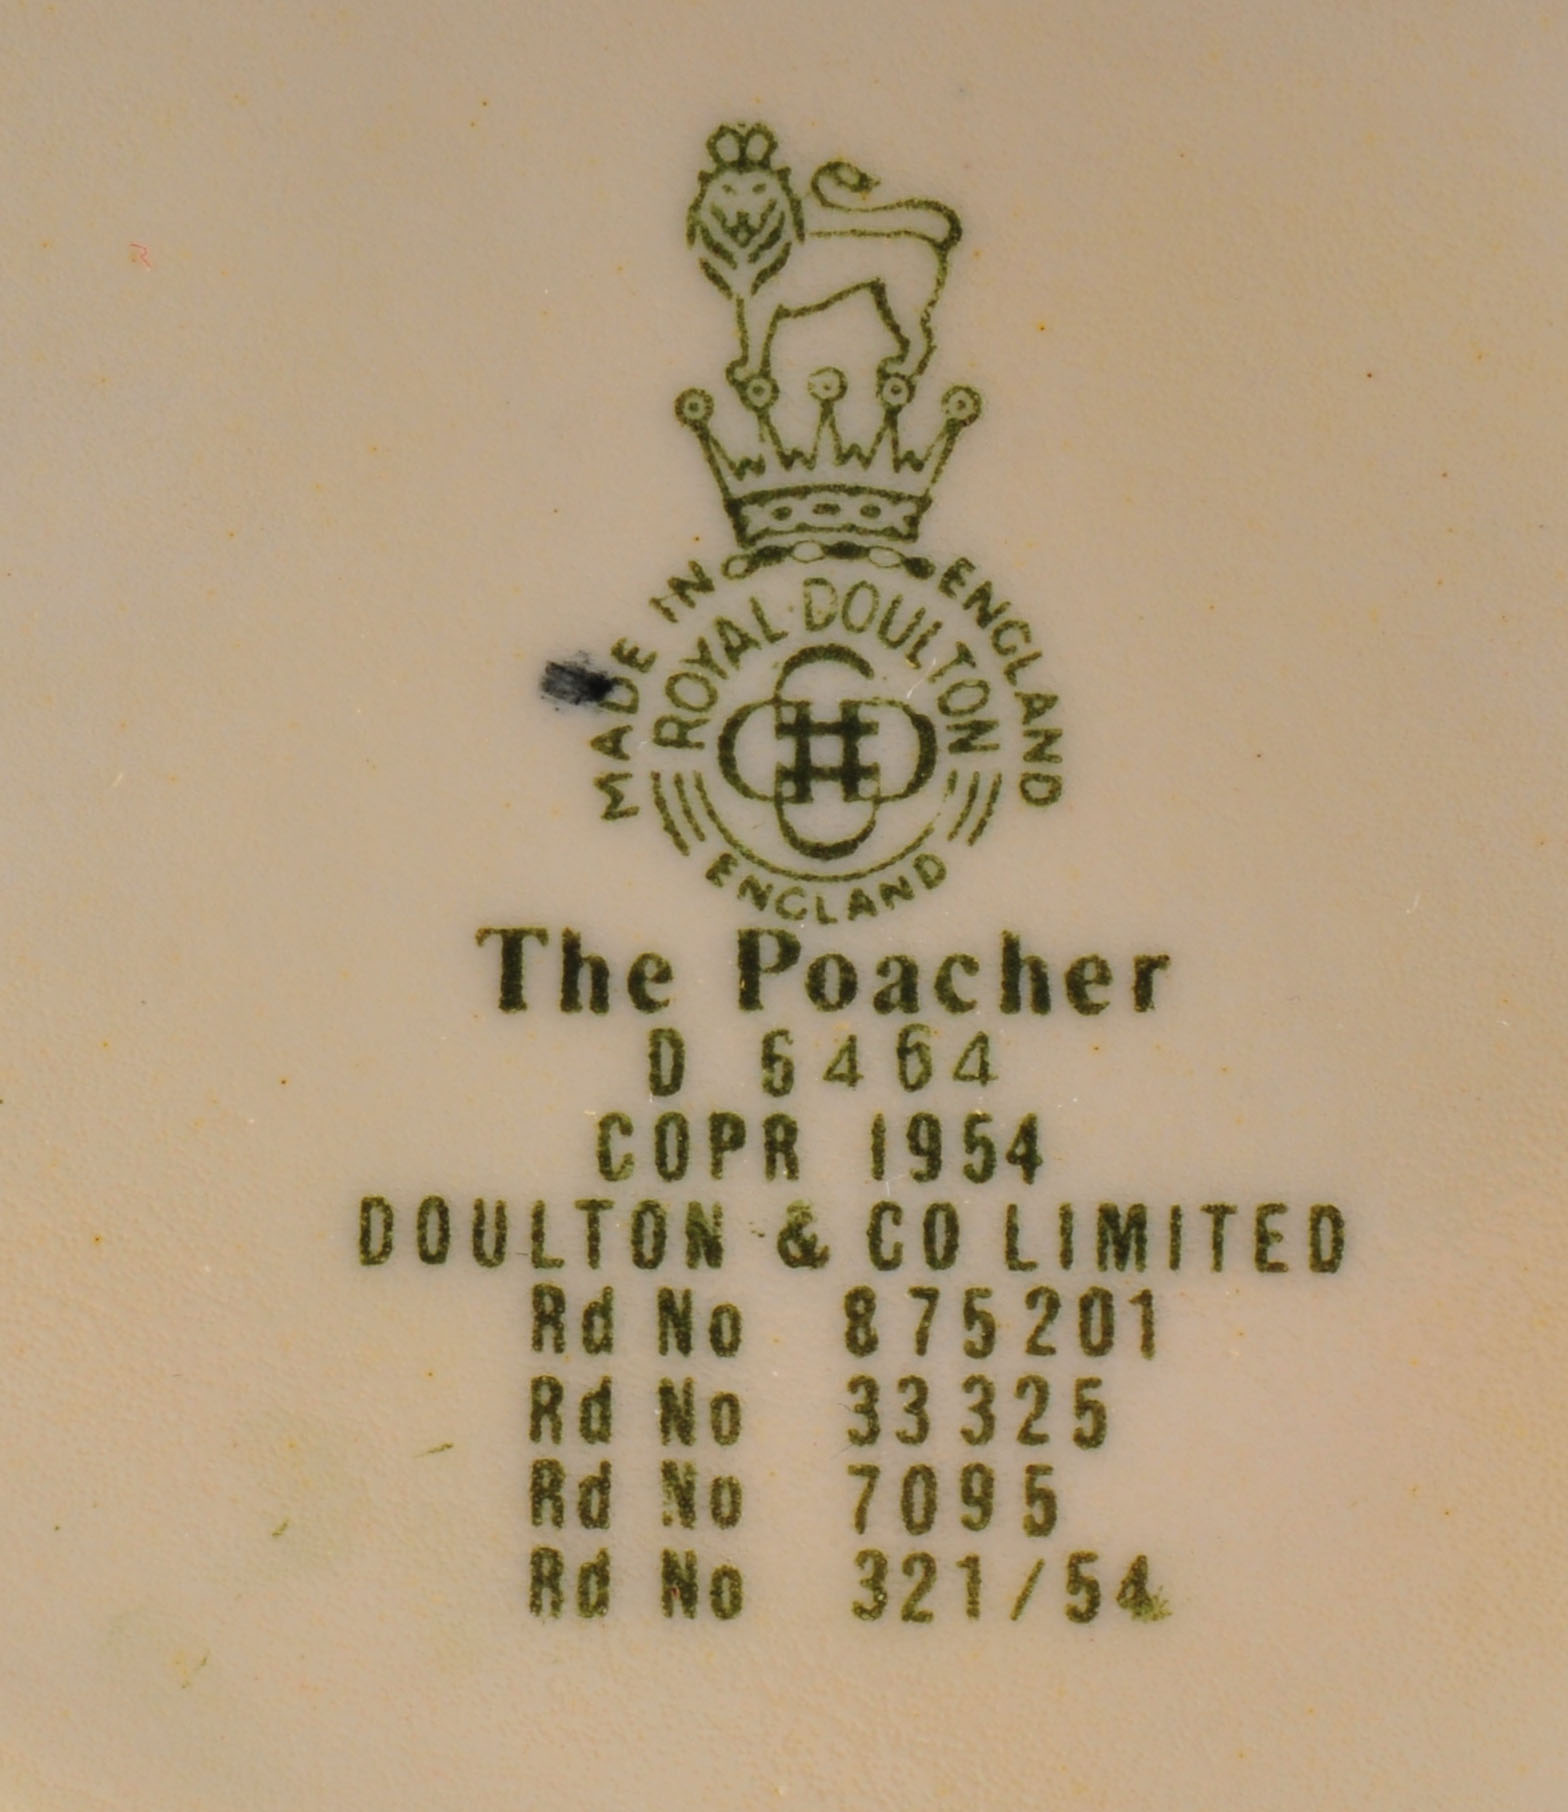 MADE IN ENGLAND
ROYAL DOULTON
ENGLAND
The Poacher
D 6464
COPR 1954
DOULTON & CO LIMITED
Rd No 875201
Rd No 33325
Rd No 7095
Rd No 321/54